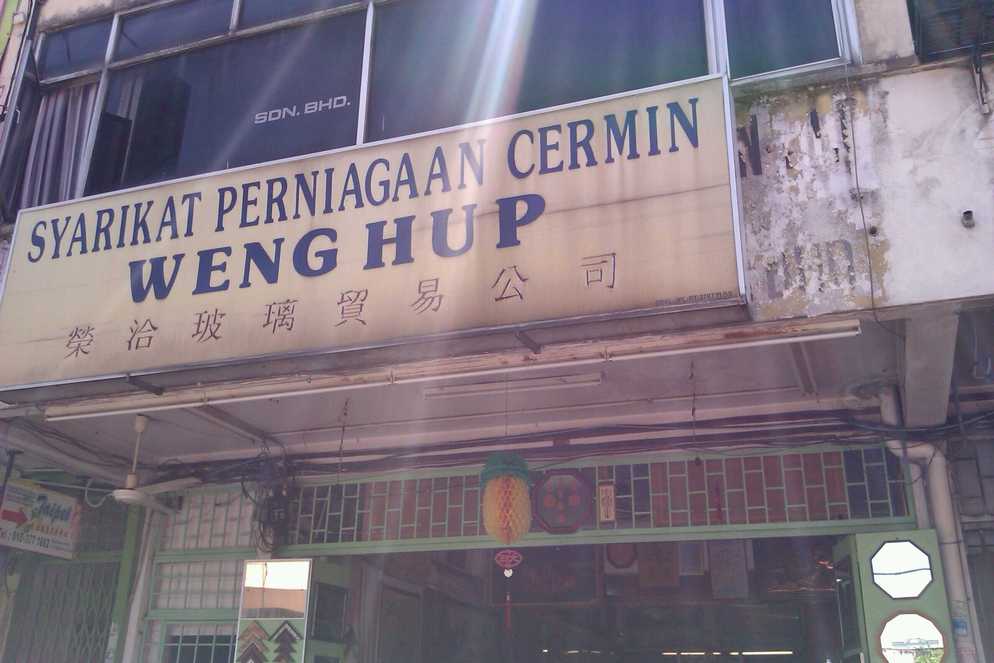 SDN. BHD.
SYARIKAT PERNIAGAAN CERMIN
WENG HUP
榮洽玻璃貿易公司